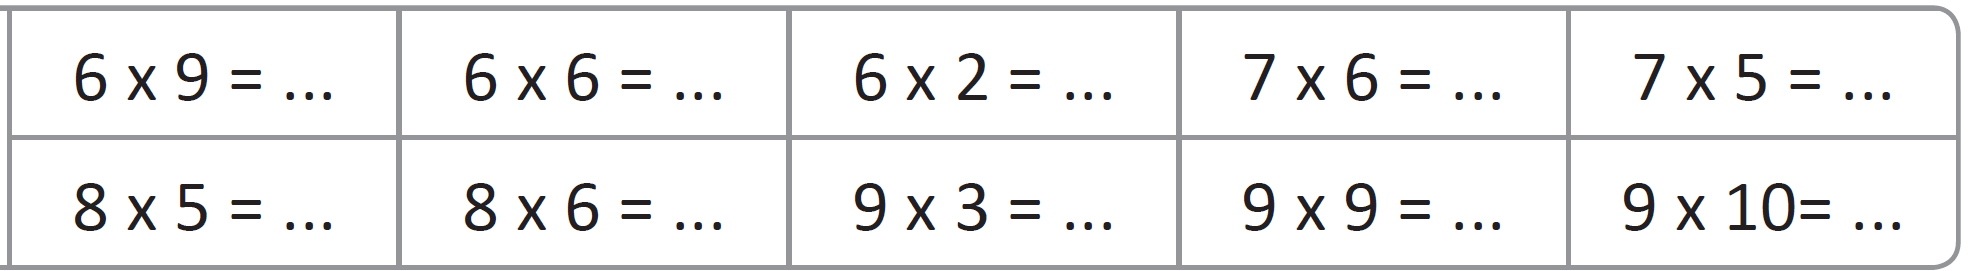 6 x 9 = ... 6 x 6 = ... 6 x 2 = ... 7 x 6 = ... 7 x 5 = ...
8 x 5 = ... 8 x 6 = ... 9 x 3 = ... 9 x 9 = ... 9 x 10= ...